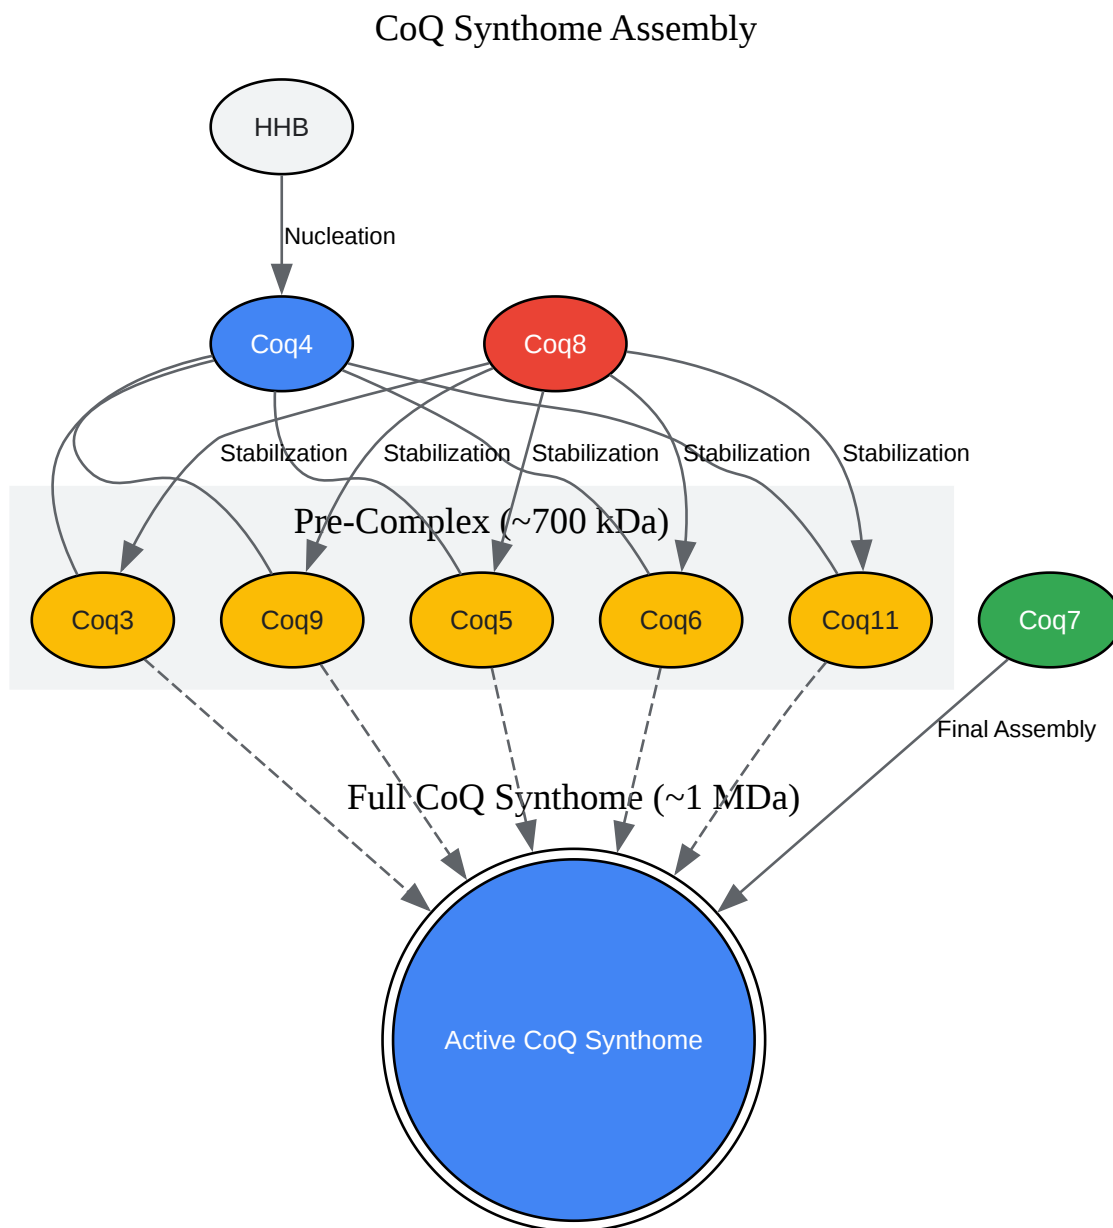 CoQ Synthome Assembly
HHB
Nucleation
Coq4
Coq8
Stabilization
Stabilization
Stabilization
Stabilization
Stabilization
Pre-Complex (~700 kDa)
Coq3
Coq9
Coq5
Coq6
Coq11
Coq7
Final Assembly
Full CoQ Synthome (~1 MDa)
Active CoQ Synthome